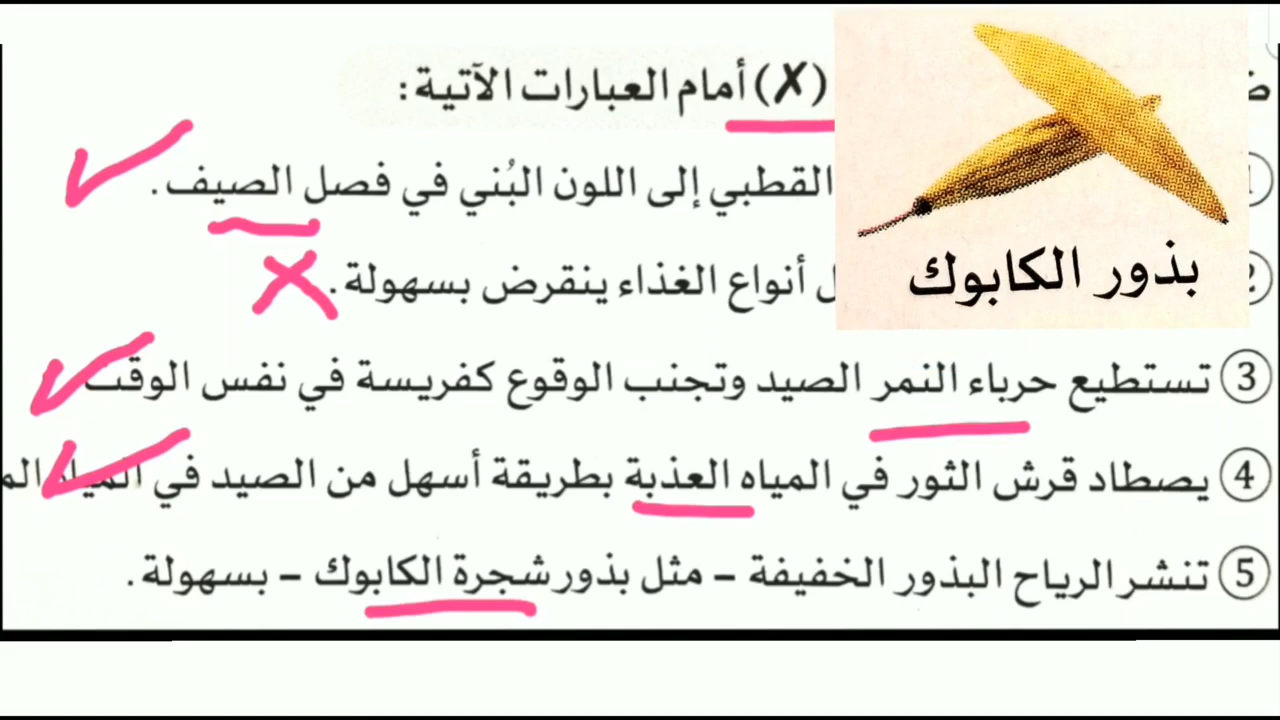 (X) أمام العبارات الآتية :
القطبي إلى اللون البُني في فصل الصيف .
أنواع الغذاء ينقرض بسهولة .
③ تستطيع حرباء النمر الصيد وتجنب الوقوع كفريسة في نفس الوقت
④ يصطاد قرش الثور في المياه العذبة بطريقة أسهل من الصيد في المياه
⑤ تنشر الرياح البذور الخفيفة – مثل بذور شجرة الكابوك – بسهولة .
بذور الكابوك